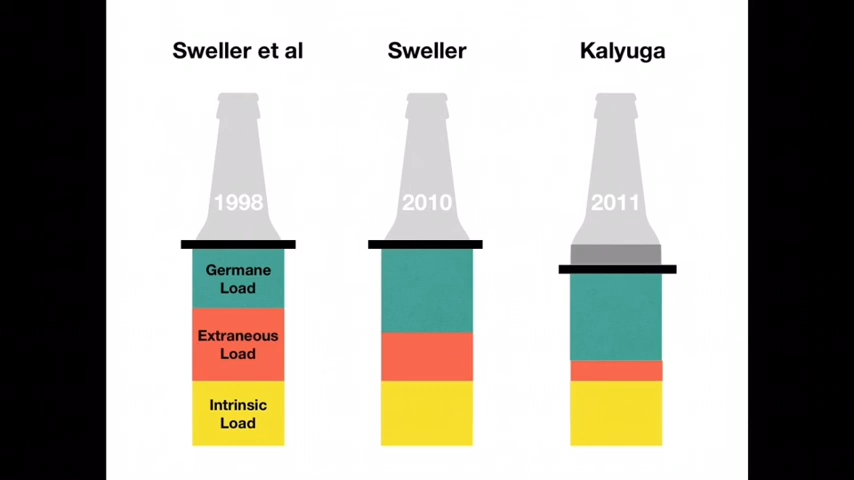 Sweller et al
Sweller
Kalyuga
1998
2010
2011
Germane
Load
Extraneous
Load
Intrinsic
Load